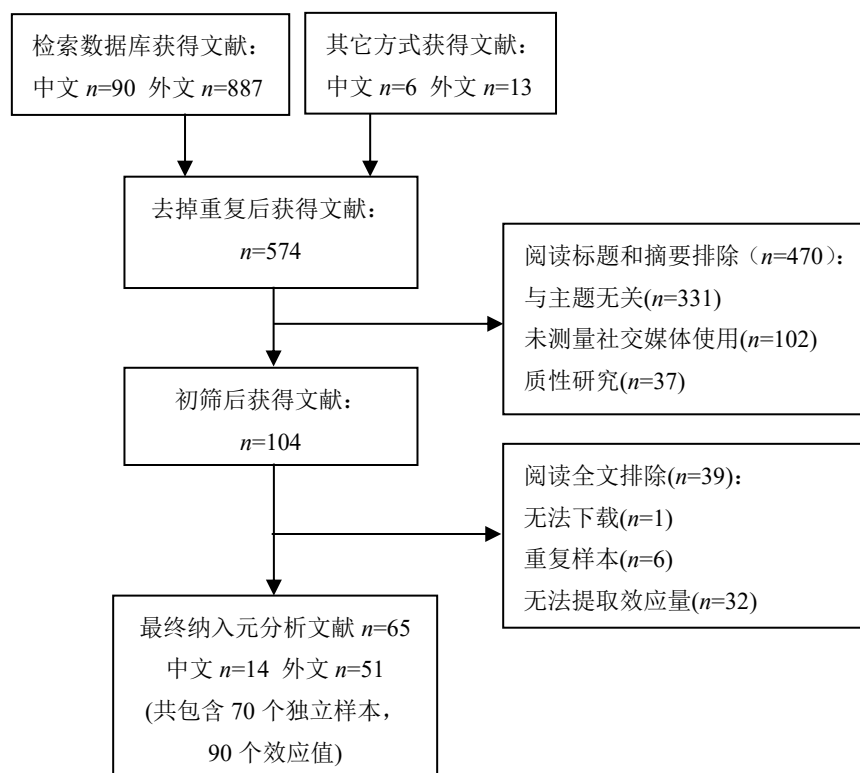 检索数据库获得文献：
中文 n=90 外文 n=887
其它方式获得文献：
中文 n=6 外文 n=13
去掉重复后获得文献：
n=574
阅读标题和摘要排除（n=470）：
与主题无关(n=331)
未测量社交媒体使用(n=102)
质性研究(n=37)
初筛后获得文献：
n=104
阅读全文排除(n=39)：
无法下载(n=1)
重复样本(n=6)
无法提取效应量(n=32)
最终纳入元分析文献 n=65
中文 n=14 外文 n=51
(共包含 70 个独立样本，
90 个效应值)